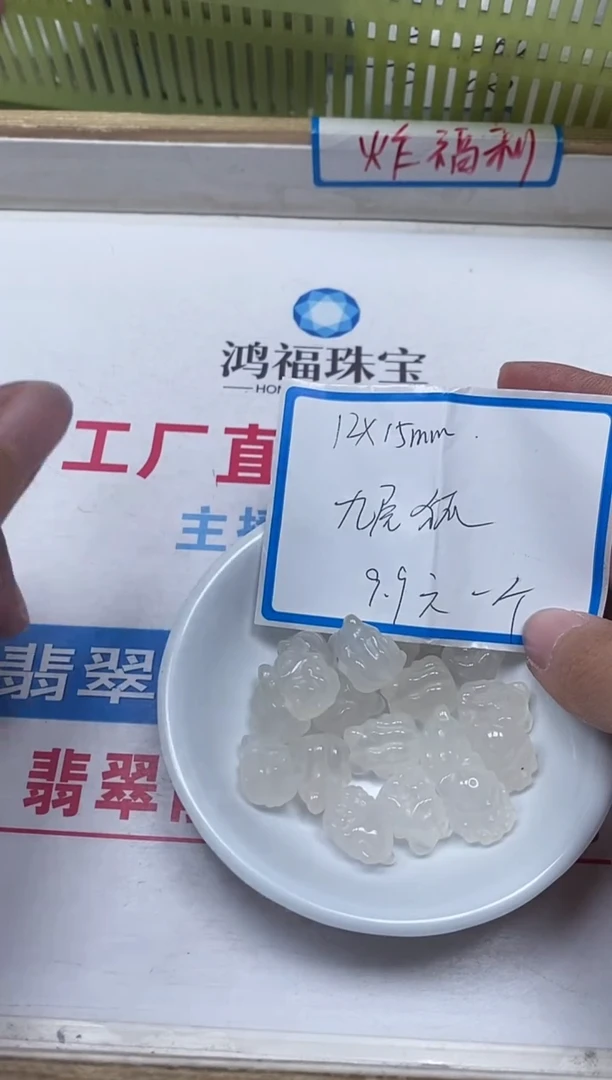 炸福利
鸿福珠宝
HON
工厂直
12X15mm.
主播
九尾狐
9.9元一个
翡翠
翡翠